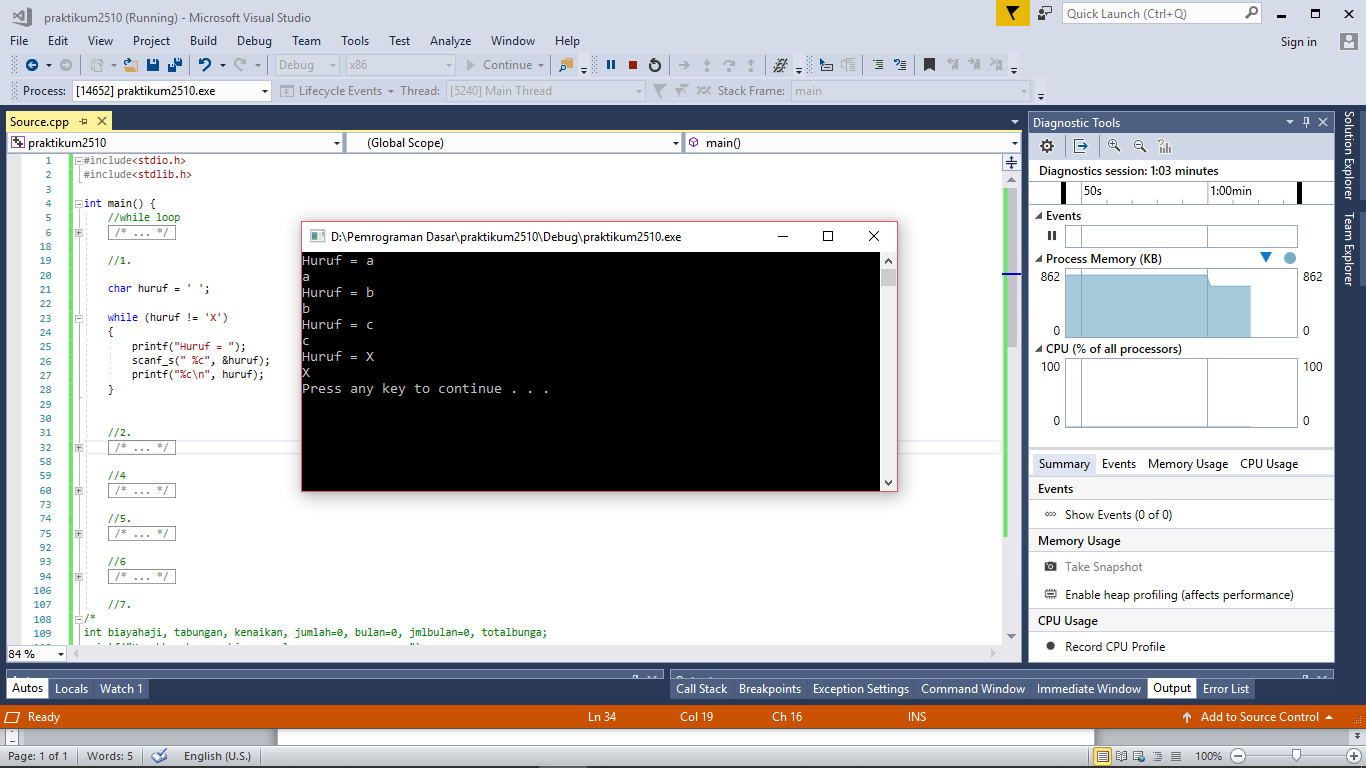 praktikum2510 (Running) - Microsoft Visual Studio
Quick Launch (Ctrl+Q)
File Edit View Project Build Debug Team Tools Test Analyze Window Help
Sign in
Debug x86 Continue
Process: [14652] praktikum2510.exe Lifecycle Events Thread: [5240] Main Thread Stack Frame: main
Source.cpp
praktikum2510 (Global Scope) main()
1 #include<stdio.h>
2 #include<stdlib.h>
3
4 int main() {
5 //while loop
6 /* ... */
18
19 //1.
20
21 char huruf = ' ';
22
23 while (huruf != 'X')
24 {
25 printf("Huruf = ");
26 scanf_s(" %c", &huruf);
27 printf("%c\n", huruf);
28 }
29
30
31 //2.
32 /* ... */
58
59 //4
60 /* ... */
73
74 //5.
75 /* ... */
92
93 //6
94 /* ... */
106
107 //7.
108 /*
109 int biayahaji, tabungan, kenaikan, jumlah=0, bulan=0, jmlbulan=0, totalbunga;
84 %
D:\Pemrograman Dasar\praktikum2510\Debug\praktikum2510.exe
Huruf = a
a
Huruf = b
b
Huruf = c
c
Huruf = X
X
Press any key to continue . . .
Diagnostic Tools
Diagnostics session: 1:03 minutes
50s 1:00min
Events
Process Memory (KB)
862 862
0 0
CPU (% of all processors)
100 100
0 0
Summary Events Memory Usage CPU Usage
Events
Show Events (0 of 0)
Memory Usage
Take Snapshot
Enable heap profiling (affects performance)
CPU Usage
Record CPU Profile
Solution Explorer
Team Explorer
Autos Locals Watch 1
Call Stack Breakpoints Exception Settings Command Window Immediate Window Output Error List
Ready Ln 34 Col 19 Ch 16 INS Add to Source Control
Page: 1 of 1 Words: 5 English (U.S.) 100%